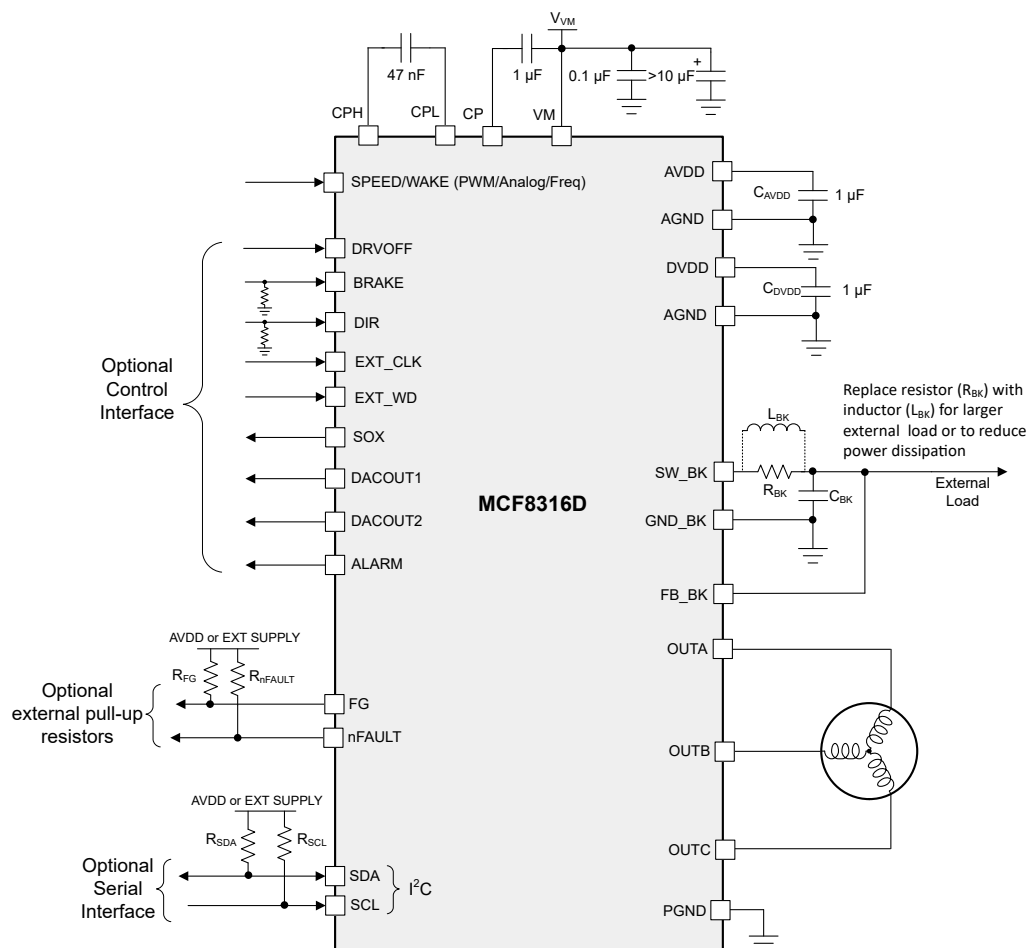 V_VM
47 nF
1 µF
0.1 µF
>10 µF
+
CPH
CPL
CP
VM
SPEED/WAKE (PWM/Analog/Freq)
DRVOFF
BRAKE
DIR
EXT_CLK
EXT_WD
SOX
DACOUT1
DACOUT2
ALARM
Optional
Control
Interface
AVDD or EXT SUPPLY
R_FG
R_nFAULT
Optional
external pull-up
resistors
FG
nFAULT
AVDD or EXT SUPPLY
R_SDA
R_SCL
Optional
Serial
Interface
SDA
SCL
I²C
MCF8316D
AVDD
C_AVDD
1 µF
AGND
DVDD
C_DVDD
1 µF
AGND
Replace resistor (R_BK) with
inductor (L_BK) for larger
external load or to reduce
power dissipation
L_BK
SW_BK
R_BK
C_BK
External
Load
GND_BK
FB_BK
OUTA
OUTB
OUTC
PGND